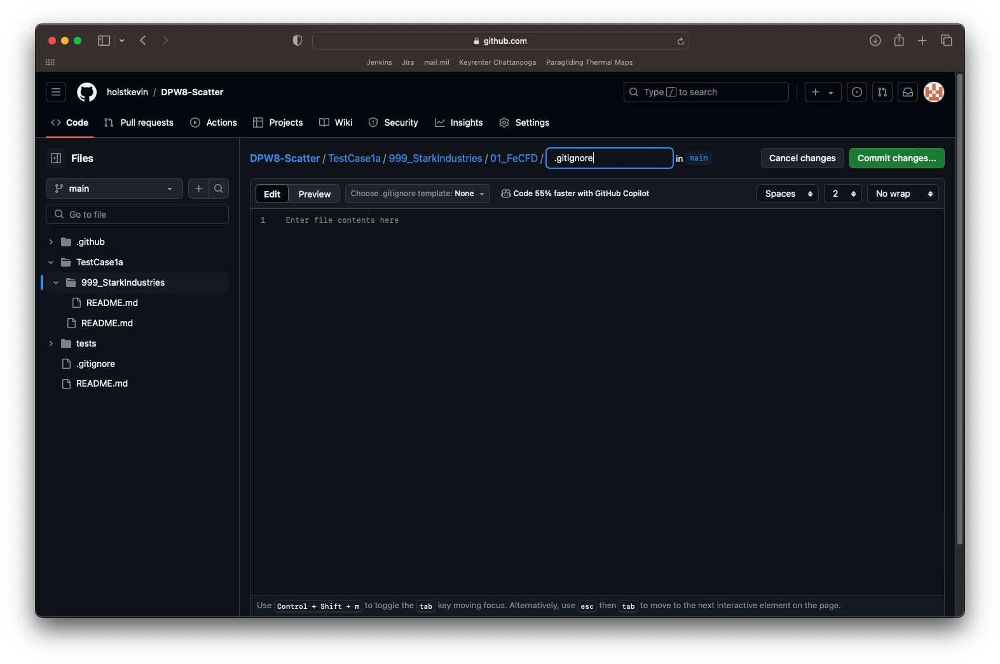 github.com
Jenkins Jira mail.mil Keyrenter Chattanooga Paragliding Thermal Maps
holstkevin / DPW8-Scatter
Type / to search
Code Pull requests Actions Projects Wiki Security Insights Settings
Files
DPW8-Scatter / TestCase1a / 999_StarkIndustries / 01_FeCFD / .gitignore in main
Cancel changes
Commit changes...
main
Edit Preview Choose .gitignore template: None Code 55% faster with GitHub Copilot
Spaces 2 No wrap
Go to file
1 Enter file contents here
.github
TestCase1a
999_StarkIndustries
README.md
README.md
tests
.gitignore
README.md
Use Control + Shift + m to toggle the tab key moving focus. Alternatively, use esc then tab to move to the next interactive element on the page.